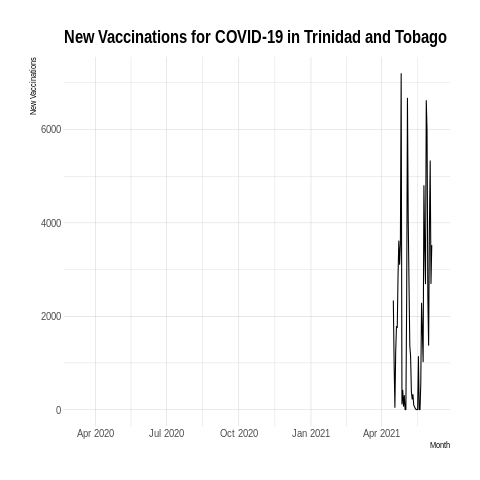 New Vaccinations for COVID-19 in Trinidad and Tobago
New Vaccinations
6000
4000
2000
0
Apr 2020
Jul 2020
Oct 2020
Jan 2021
Apr 2021
Month